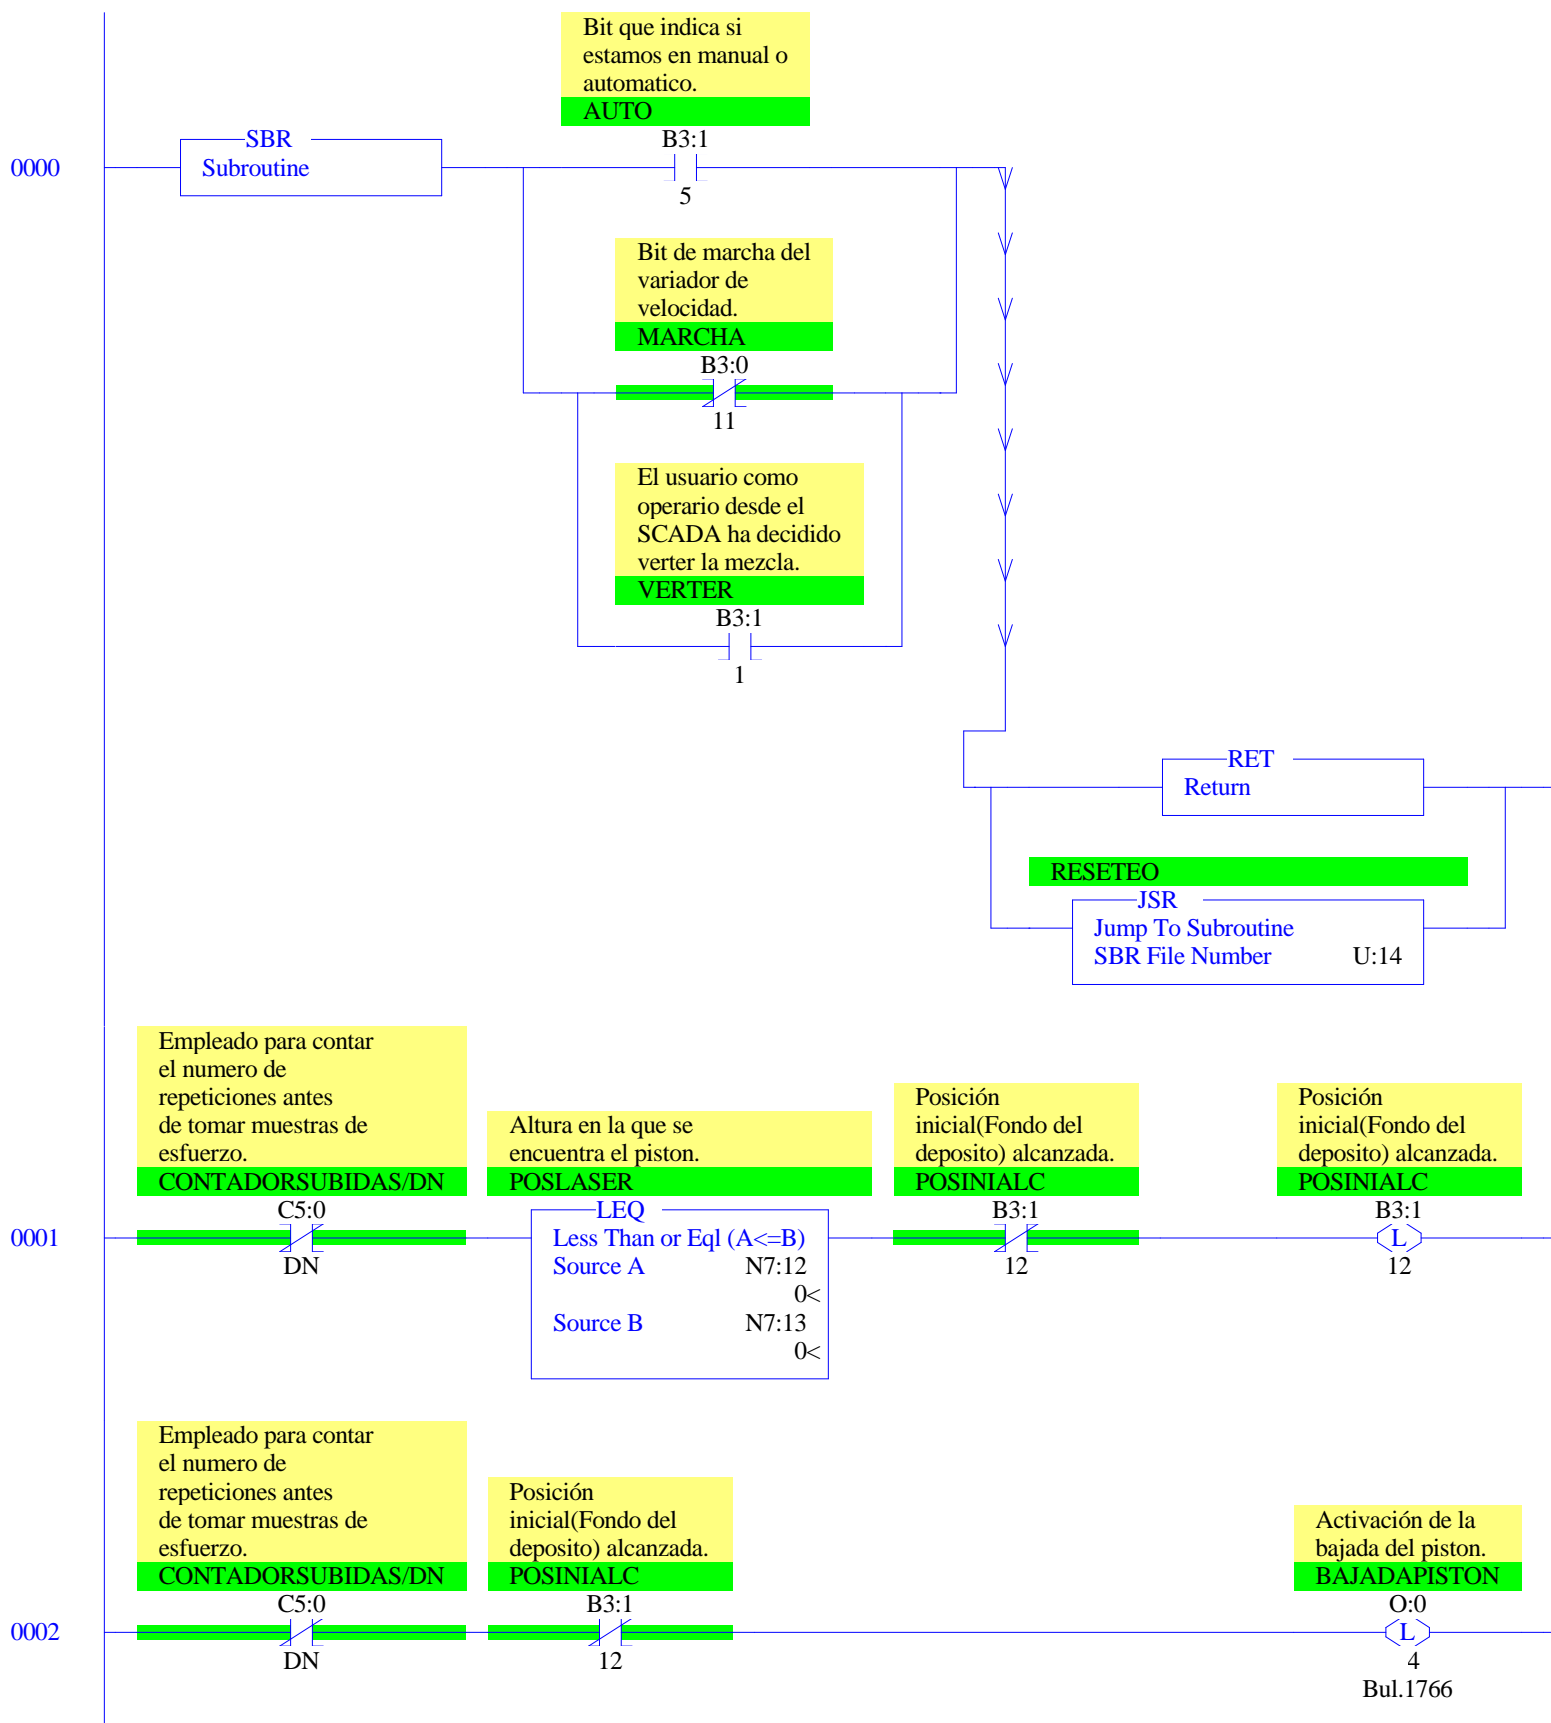 Bit que indica si
estamos en manual o
automatico.
AUTO
B3:1
5
0000
SBR
Subroutine
Bit de marcha del
variador de
velocidad.
MARCHA
B3:0
11
El usuario como
operario desde el
SCADA ha decidido
verter la mezcla.
VERTER
B3:1
1
RET
Return
RESETEO
JSR
Jump To Subroutine
SBR File Number U:14
0001
Empleado para contar
el numero de
repeticiones antes
de tomar muestras de
esfuerzo.
CONTADORSUBIDAS/DN
C5:0
DN
Altura en la que se
encuentra el piston.
POSLASER
LEQ
Less Than or Eql (A<=B)
Source A N7:12
0<
Source B N7:13
0<
Posición
inicial(Fondo del
deposito) alcanzada.
POSINIALC
B3:1
12
Posición
inicial(Fondo del
deposito) alcanzada.
POSINIALC
B3:1
L
12
0002
Empleado para contar
el numero de
repeticiones antes
de tomar muestras de
esfuerzo.
CONTADORSUBIDAS/DN
C5:0
DN
Posición
inicial(Fondo del
deposito) alcanzada.
POSINIALC
B3:1
12
Activación de la
bajada del piston.
BAJADAPISTON
O:0
L
4
Bul.1766